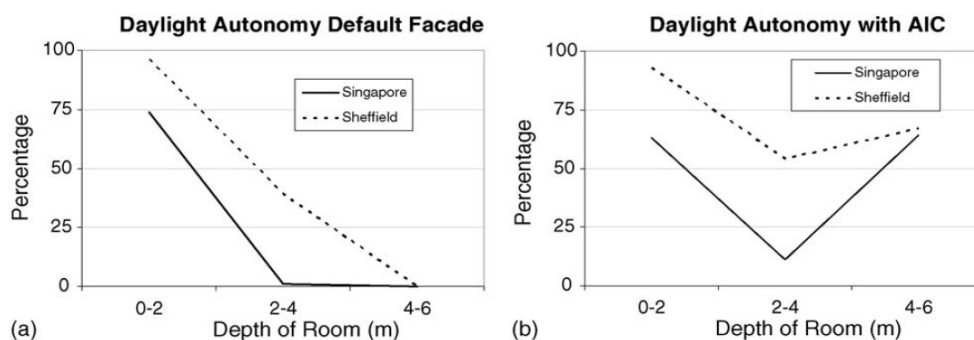 Daylight Autonomy Default Facade
100
75
50
25
0
Percentage
Singapore
Sheffield
0-2
2-4
4-6
Depth of Room (m)
(a)
Daylight Autonomy with AIC
100
75
50
25
0
Percentage
Singapore
Sheffield
0-2
2-4
4-6
Depth of Room (m)
(b)